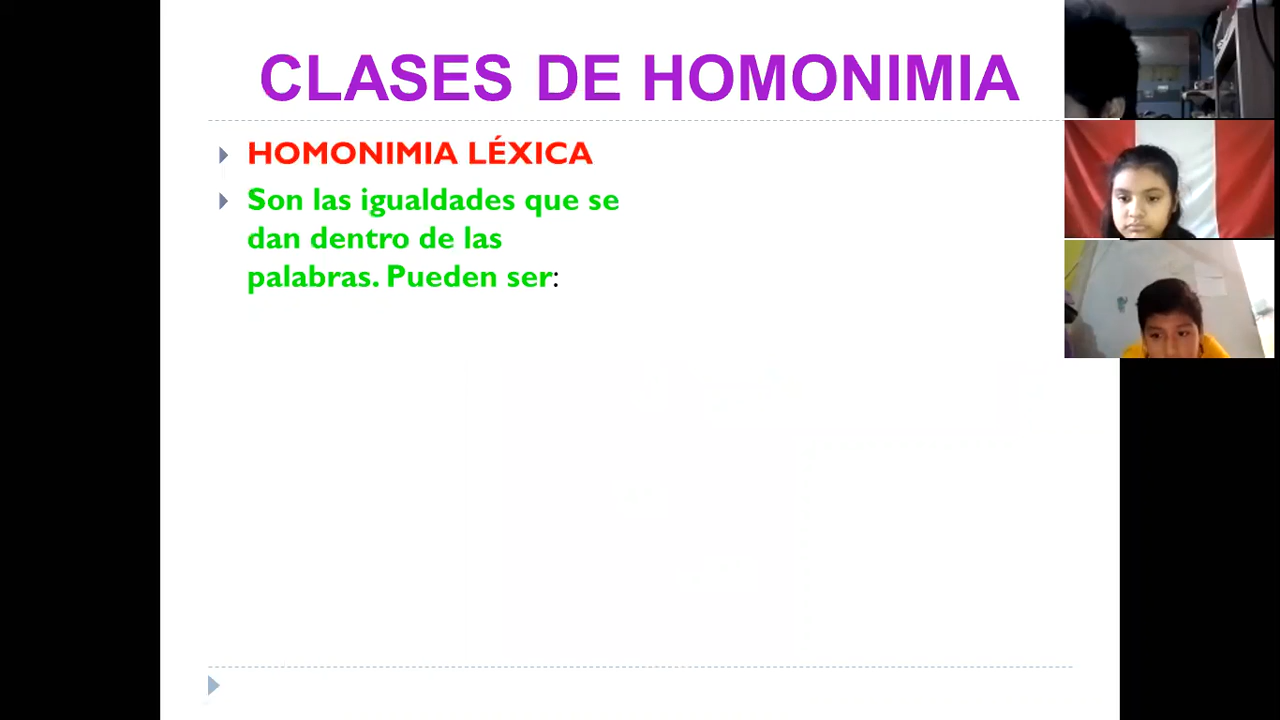 CLASES DE HOMONIMIA
HOMONIMIA LÉXICA
Son las igualdades que se
dan dentro de las
palabras. Pueden ser: